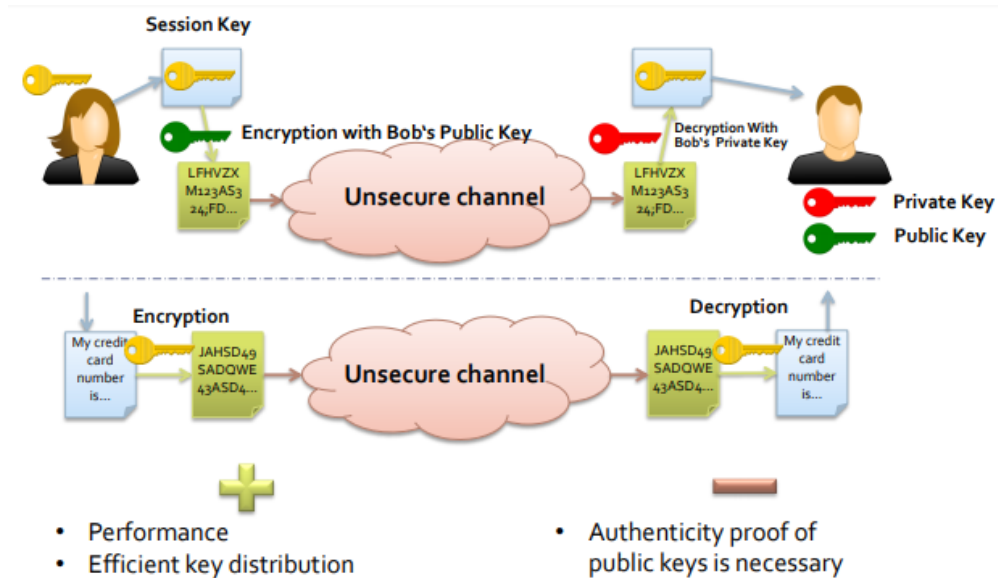 Session Key
Encryption with Bob's Public Key
Decryption With
Bob's Private Key
LFHVZX
M123AS3
24;FD...
Unsecure channel
LFHVZX
M123AS3
24;FD...
Private Key
Public Key
Encryption
Decryption
My credit
card
number
is...
JAHSD49
SADQWE
43ASD4...
Unsecure channel
JAHSD49
SADQWE
43ASD4...
My credit
card
number
is...
• Performance
• Efficient key distribution
• Authenticity proof of
public keys is necessary